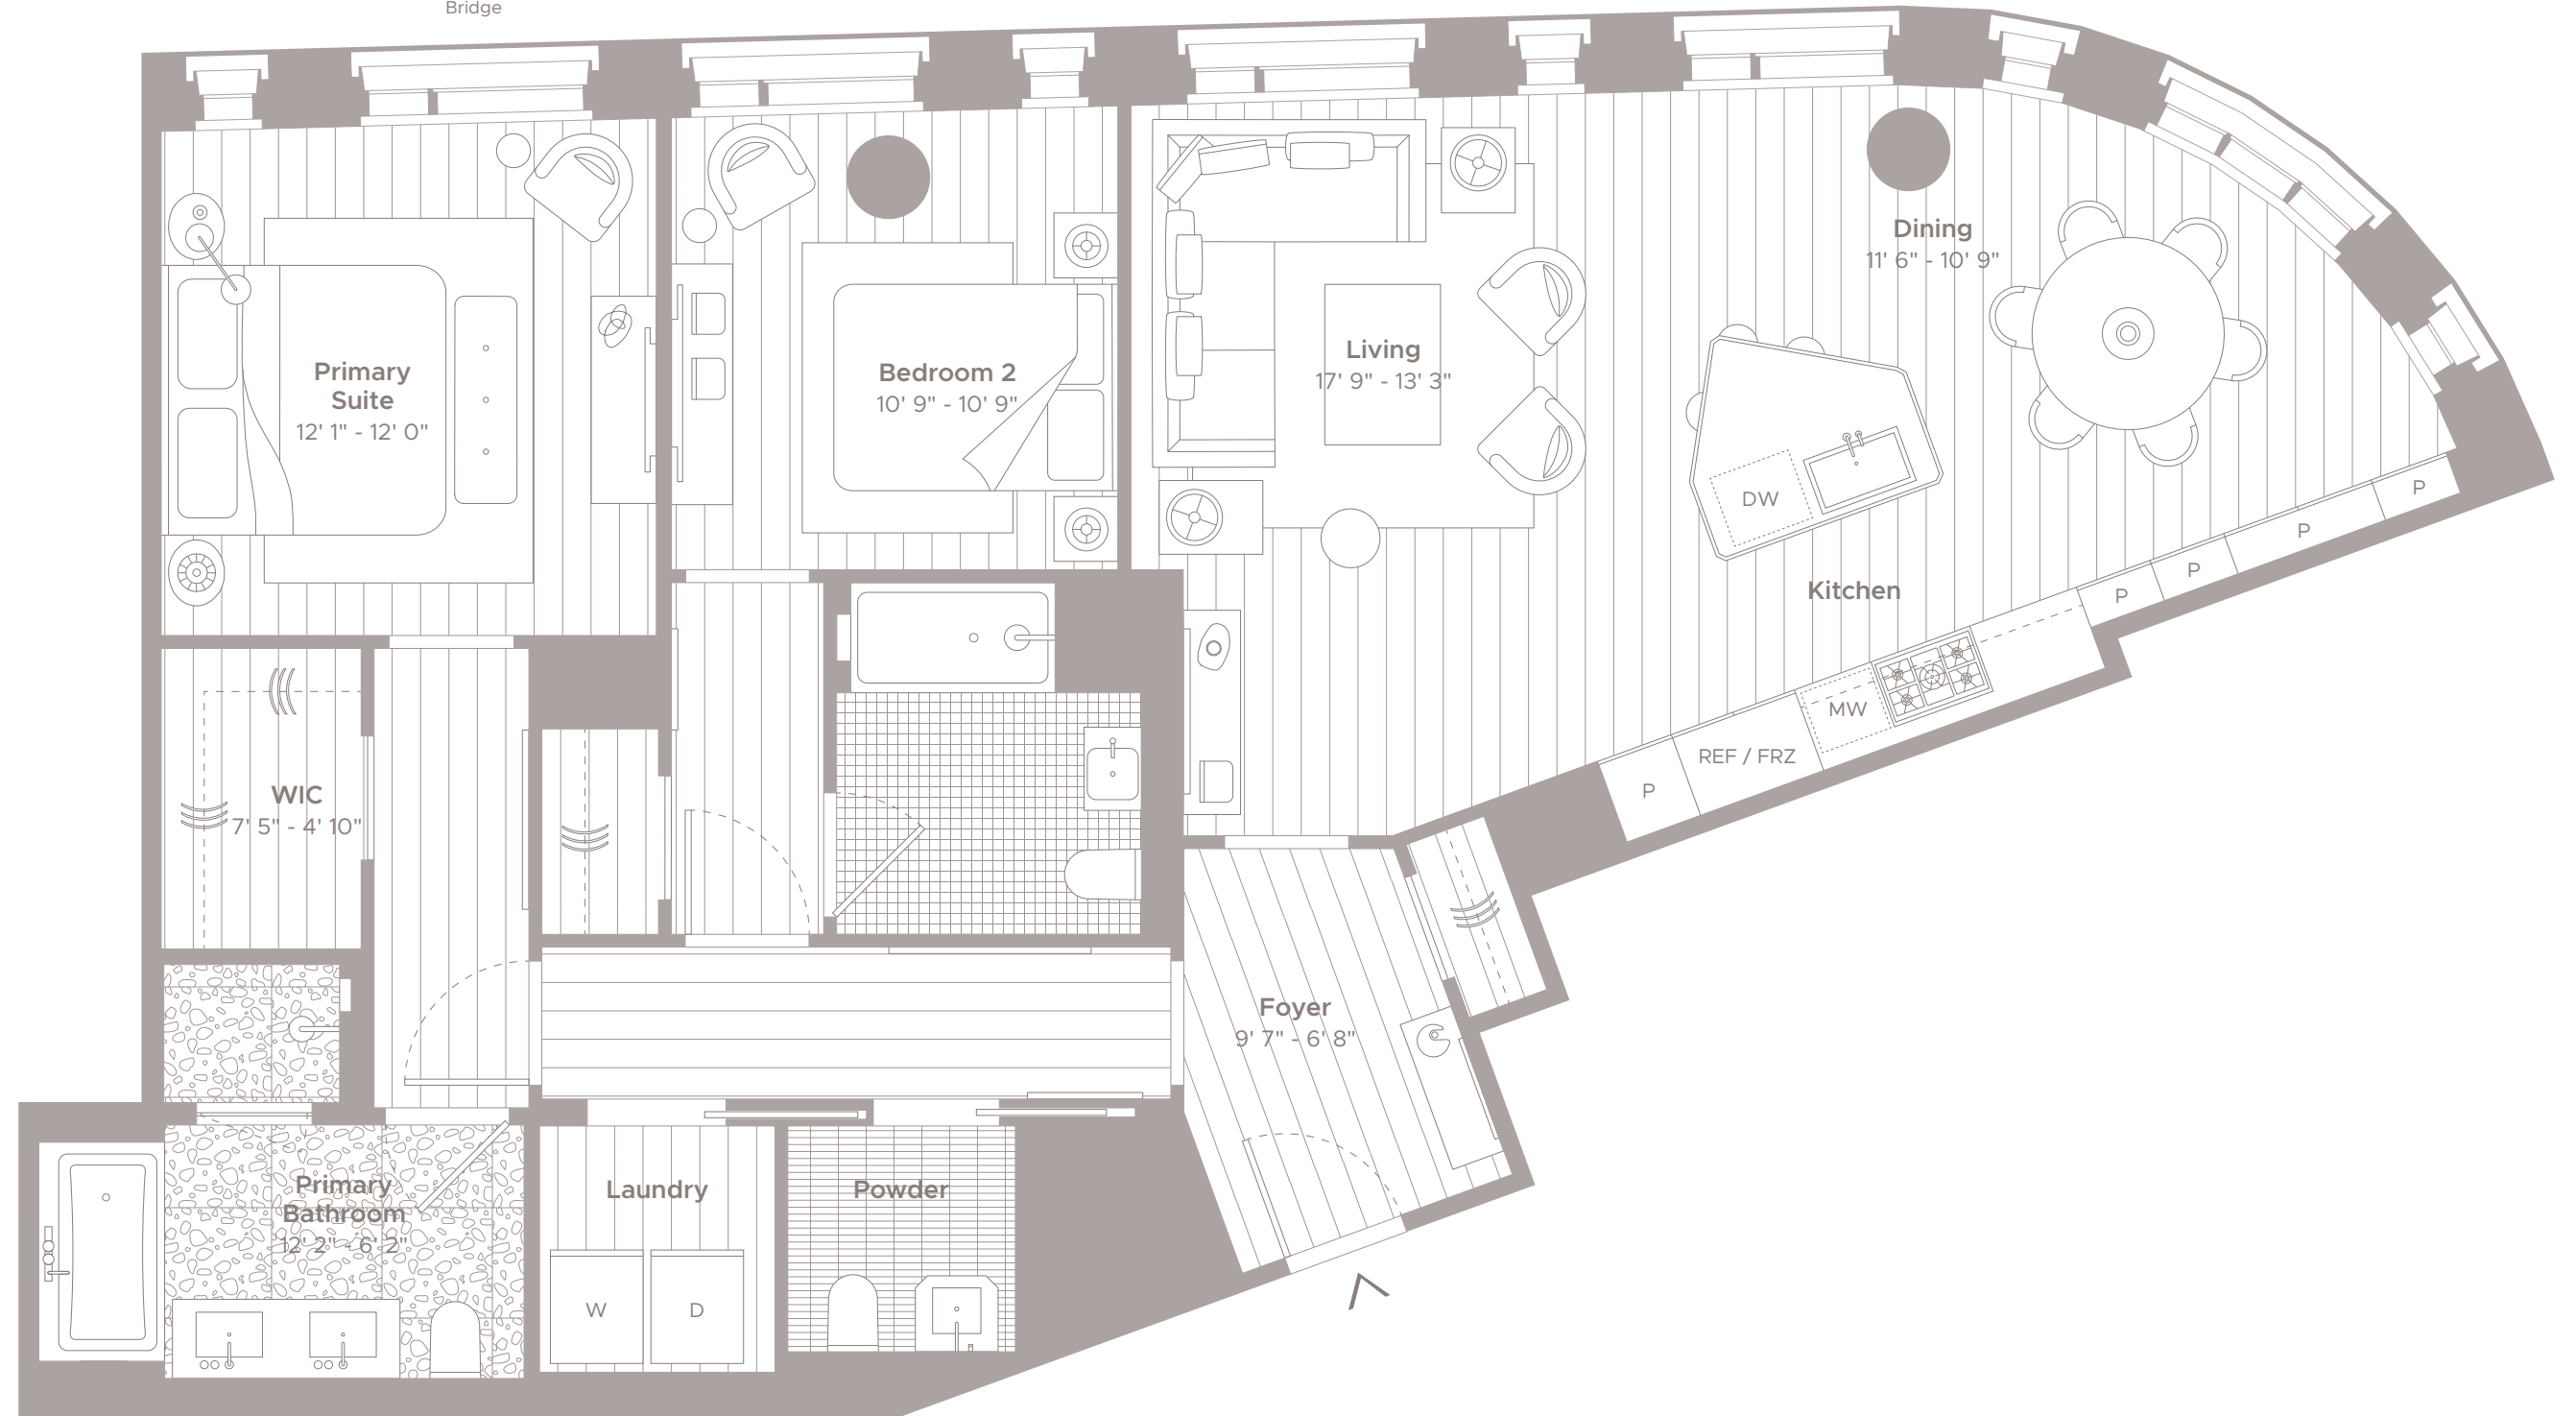 Bridge
Primary
Suite
12' 1" - 12' 0"
Bedroom 2
10' 9" - 10' 9"
Living
17' 9" - 13' 3"
Dining
11' 6" - 10' 9"
DW
Kitchen
P
P
P
P
MW
REF / FRZ
P
WIC
7' 5" - 4' 10"
Foyer
9' 7" - 6' 8"
Primary
Bathroom
12' 2" - 6' 2"
Laundry
W
D
Powder